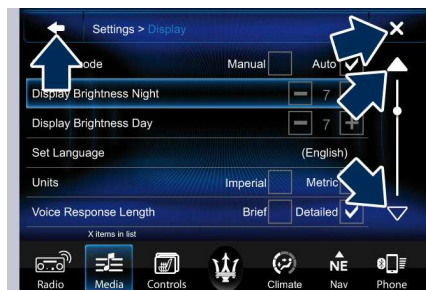 Settings > Display
ode Manual Auto
Display Brightness Night 7
Display Brightness Day 7
Set Language (English)
Units Imperial Metric
Voice Response Length Brief Detailed
X items in list
NE
Radio Media Controls Climate Nav Phone